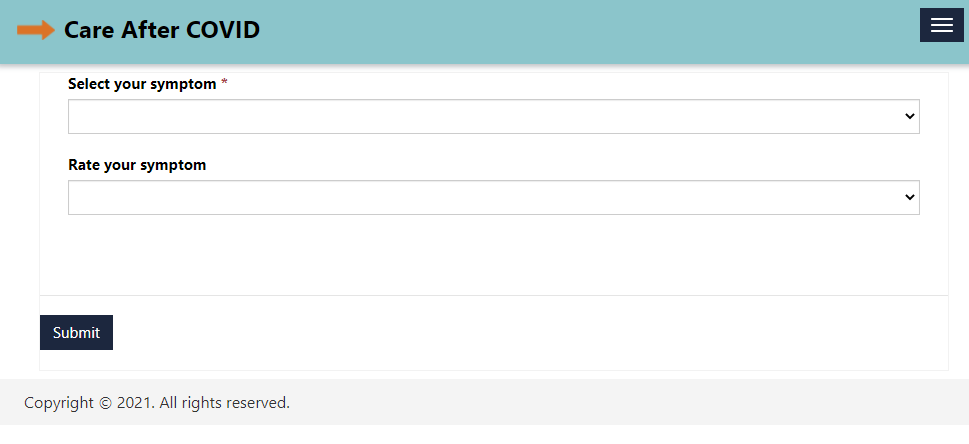 Care After COVID
Select your symptom *
Rate your symptom
Submit
Copyright © 2021. All rights reserved.